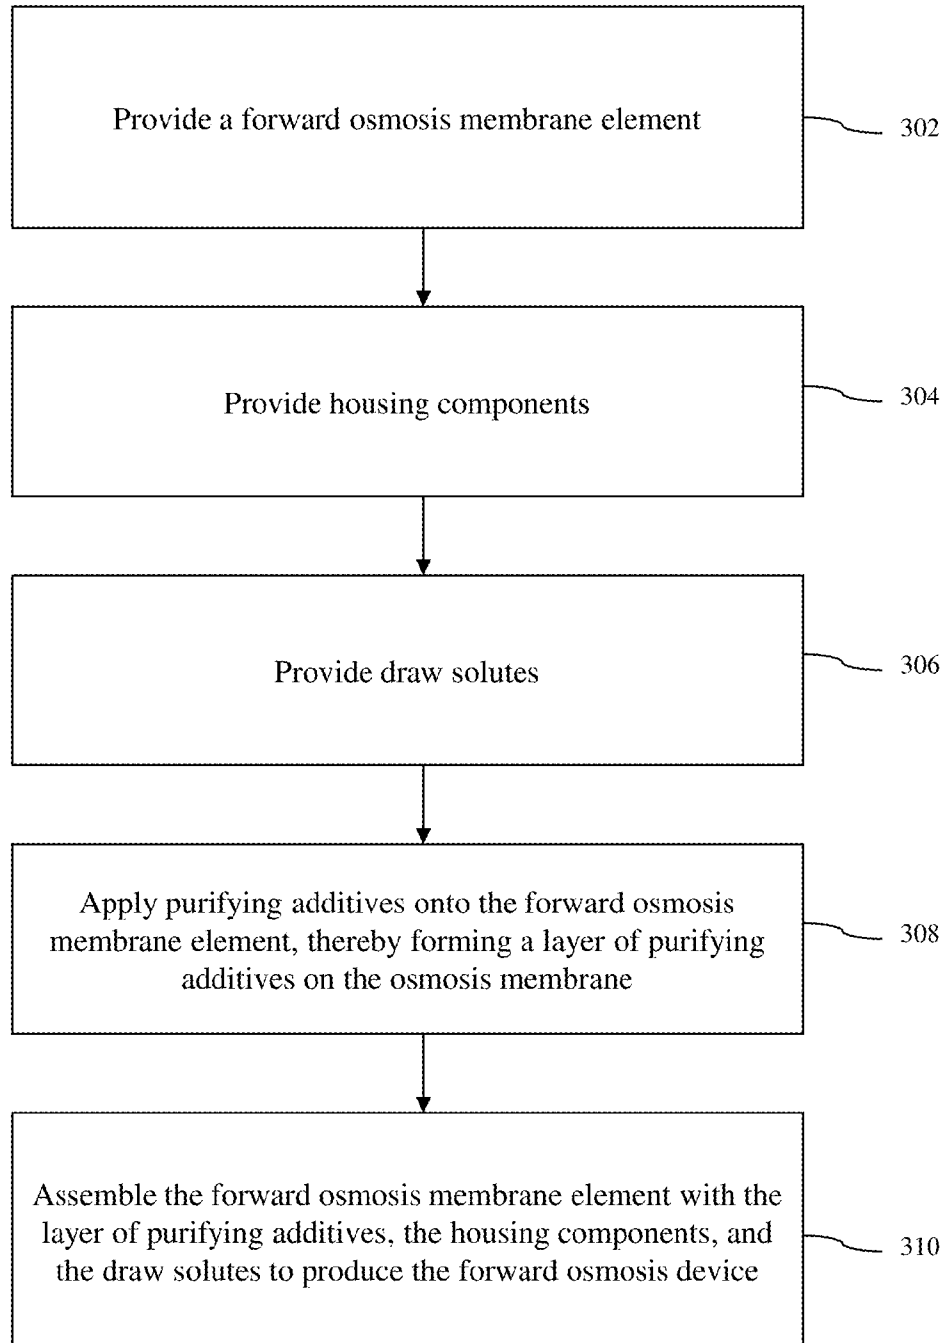 Provide a forward osmosis membrane element
302
Provide housing components
304
Provide draw solutes
306
Apply purifying additives onto the forward osmosis
membrane element, thereby forming a layer of purifying
additives on the osmosis membrane
308
Assemble the forward osmosis membrane element with the
layer of purifying additives, the housing components, and
the draw solutes to produce the forward osmosis device
310